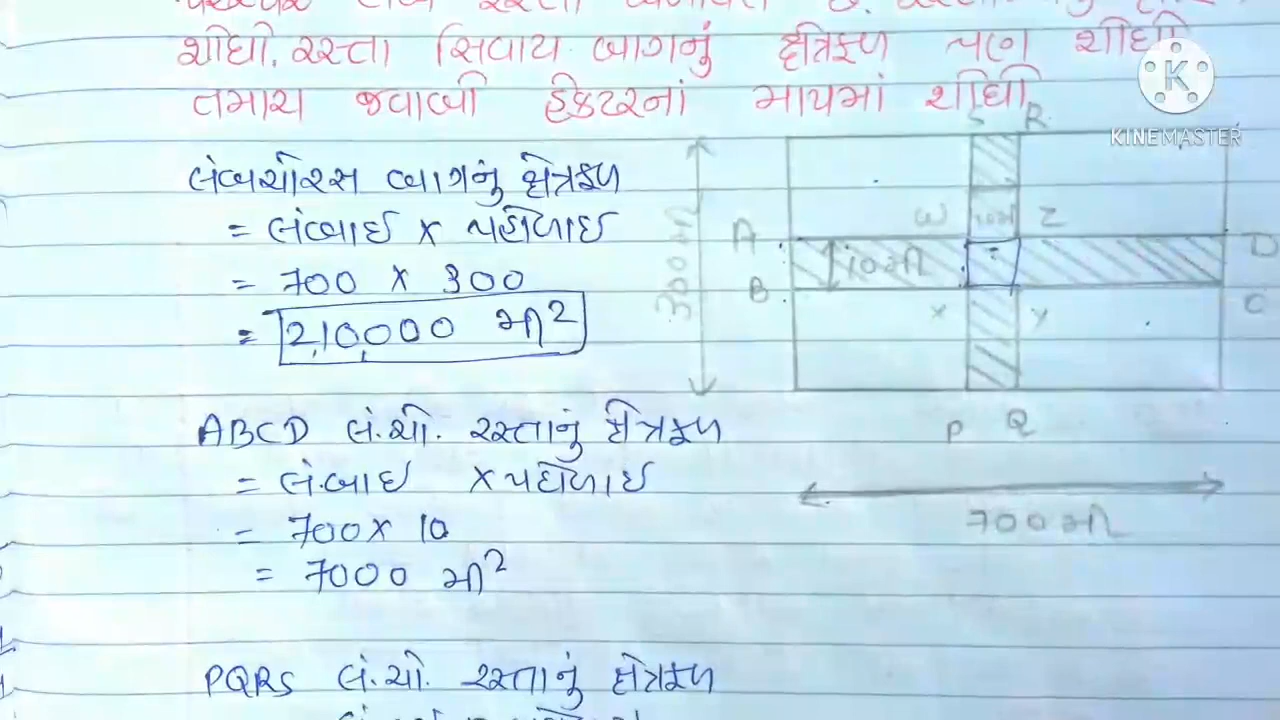 શોધો. રસ્તા સિવાય બાગનું ક્ષેત્રફળ પણ શોધો
તમારા જવાબો હેક્ટરનાં માપમાં શોધો.
KINEMASTER
લંબચોરસ બાગનું ક્ષેત્રફળ
= લંબાઈ × પહોળાઈ
= 700 × 300
= 2,10,000 મી²
S R
W 10મી Z
A 10મી D
B C
X Y
300મી
P Q
700મી
ABCD લં.ચો. રસ્તાનું ક્ષેત્રફળ
= લંબાઈ × પહોળાઈ
= 700 × 10
= 7000 મી²
PQRS લં.ચો. રસ્તાનું ક્ષેત્રફળ